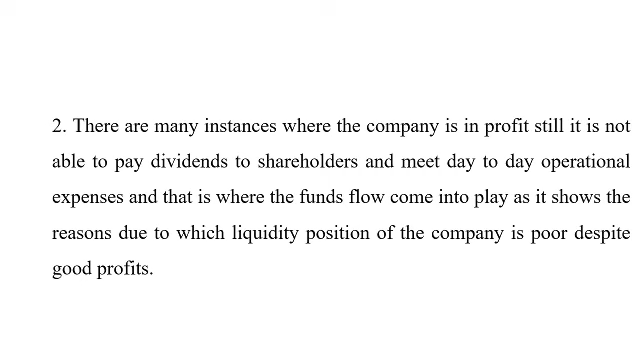 2. There are many instances where the company is in profit still it is not
able to pay dividends to shareholders and meet day to day operational
expenses and that is where the funds flow come into play as it shows the
reasons due to which liquidity position of the company is poor despite
good profits.